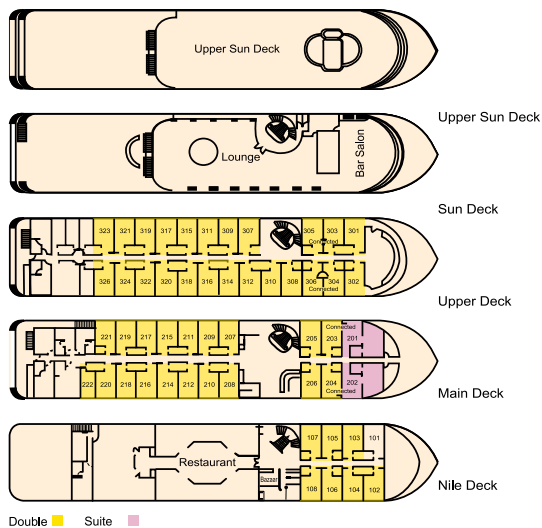 Upper Sun Deck
Upper Sun Deck
Lounge
Bar Salon
Sun Deck
323 321 319 317 315 311 309 307 305 303 301
Connected
326 324 322 320 318 316 314 312 310 308 306 304 302
Connected
Upper Deck
Connected
221 219 217 215 211 209 207 205 203 201
222 220 218 216 214 212 210 208 206 204 202
Connected
Main Deck
107 105 103 101
Restaurant
Bazaar
108 106 104 102
Nile Deck
Double Suite